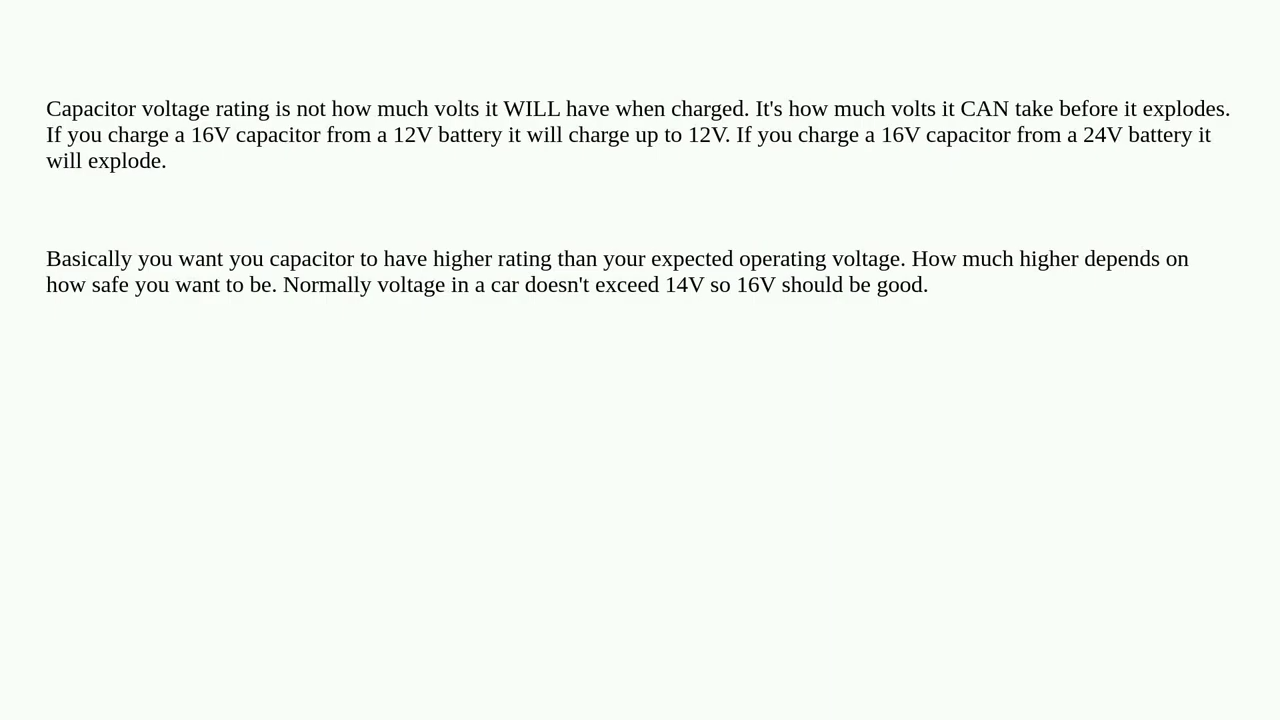 Capacitor voltage rating is not how much volts it WILL have when charged. It's how much volts it CAN take before it explodes.
If you charge a 16V capacitor from a 12V battery it will charge up to 12V. If you charge a 16V capacitor from a 24V battery it
will explode.
Basically you want you capacitor to have higher rating than your expected operating voltage. How much higher depends on
how safe you want to be. Normally voltage in a car doesn't exceed 14V so 16V should be good.